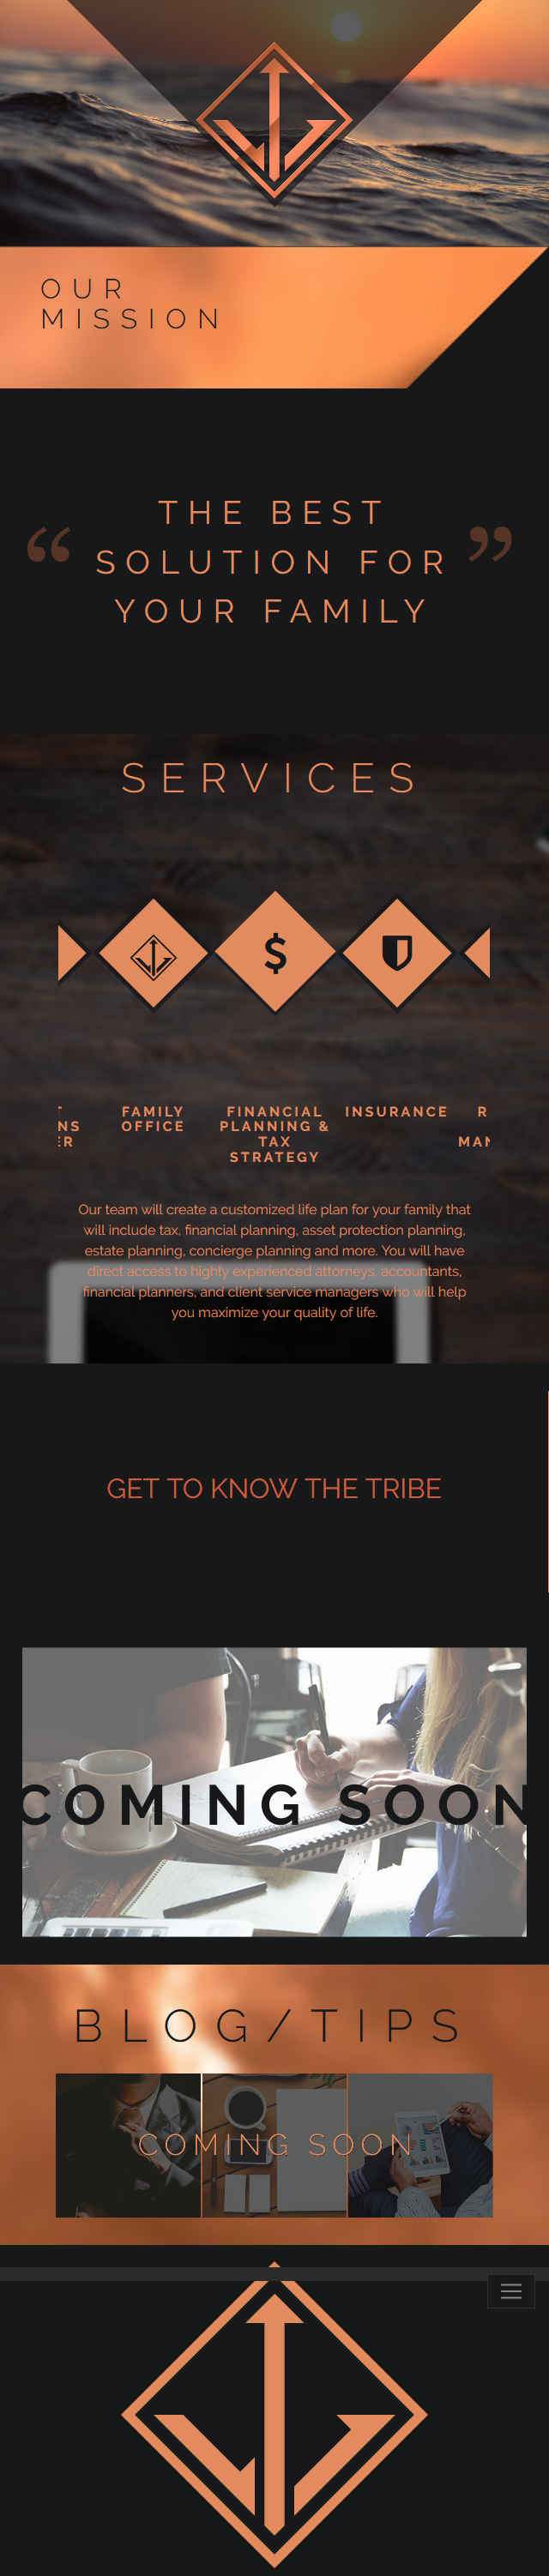 OUR
MISSION
“ THE BEST
SOLUTION FOR
YOUR FAMILY ”
SERVICES
$
FAMILY
OFFICE
FINANCIAL
PLANNING &
TAX
STRATEGY
INSURANCE
Our team will create a customized life plan for your family that
will include tax, financial planning, asset protection planning,
estate planning, concierge planning and more. You will have
direct access to highly experienced attorneys, accountants,
financial planners, and client service managers who will help
you maximize your quality of life.
GET TO KNOW THE TRIBE
COMING SOON
BLOG/TIPS
COMING SOON